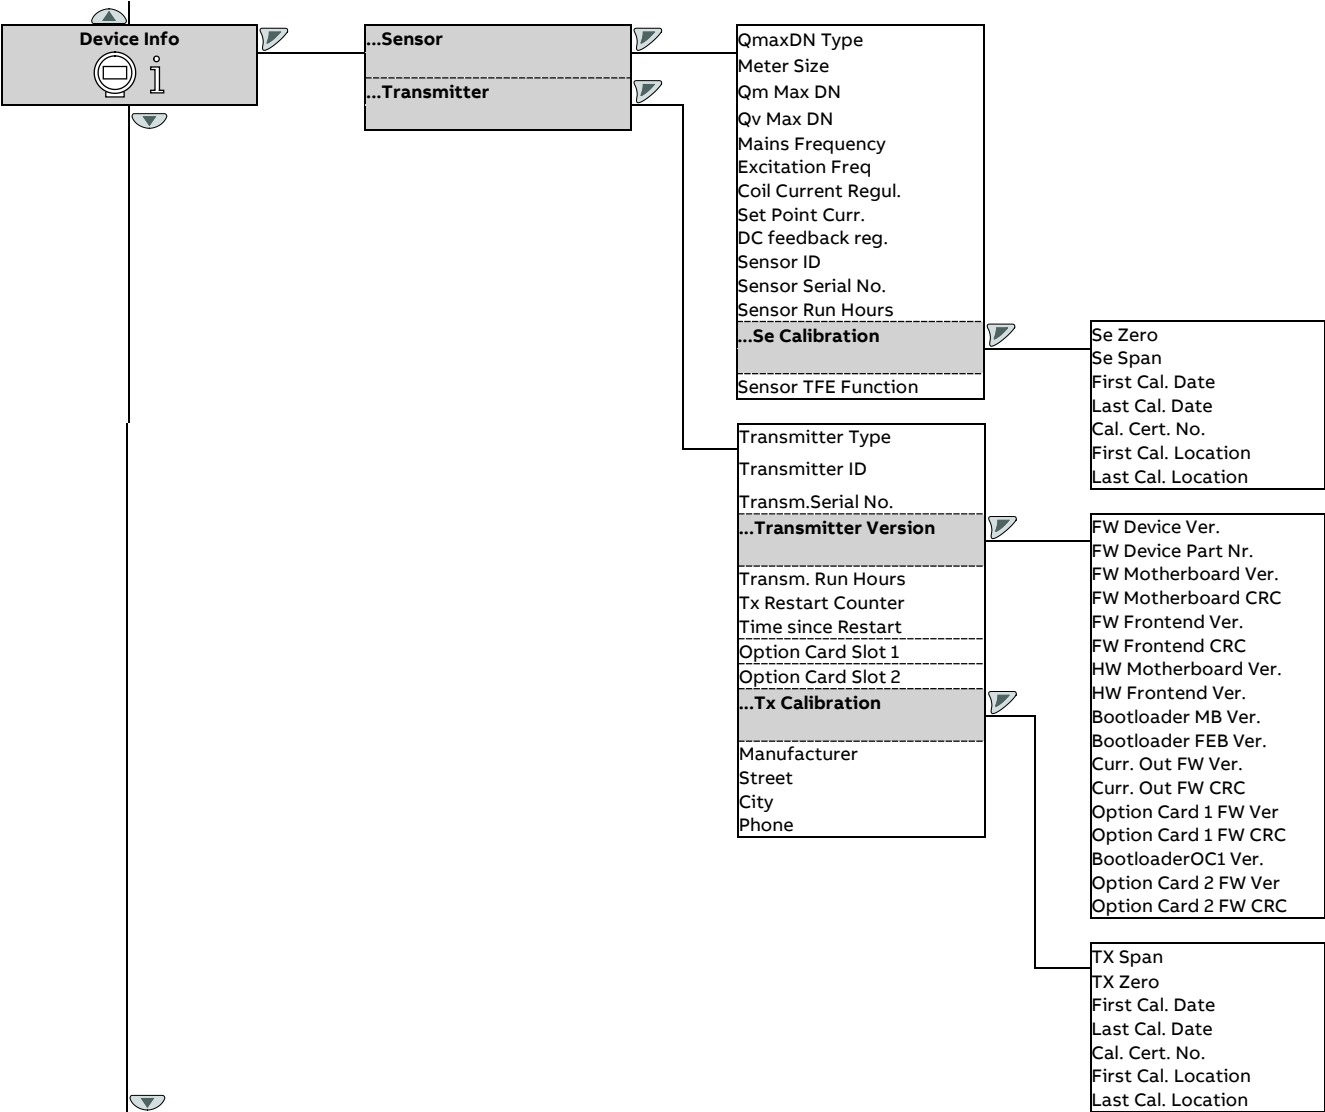 Device Info
...Sensor
...Transmitter
QmaxDN Type
Meter Size
Qm Max DN
Qv Max DN
Mains Frequency
Excitation Freq
Coil Current Regul.
Set Point Curr.
DC feedback reg.
Sensor ID
Sensor Serial No.
Sensor Run Hours
...Se Calibration
Sensor TFE Function
Se Zero
Se Span
First Cal. Date
Last Cal. Date
Cal. Cert. No.
First Cal. Location
Last Cal. Location
Transmitter Type
Transmitter ID
Transm.Serial No.
...Transmitter Version
Transm. Run Hours
Tx Restart Counter
Time since Restart
Option Card Slot 1
Option Card Slot 2
...Tx Calibration
Manufacturer
Street
City
Phone
FW Device Ver.
FW Device Part Nr.
FW Motherboard Ver.
FW Motherboard CRC
FW Frontend Ver.
FW Frontend CRC
HW Motherboard Ver.
HW Frontend Ver.
Bootloader MB Ver.
Bootloader FEB Ver.
Curr. Out FW Ver.
Curr. Out FW CRC
Option Card 1 FW Ver
Option Card 1 FW CRC
BootloaderOC1 Ver.
Option Card 2 FW Ver
Option Card 2 FW CRC
TX Span
TX Zero
First Cal. Date
Last Cal. Date
Cal. Cert. No.
First Cal. Location
Last Cal. Location